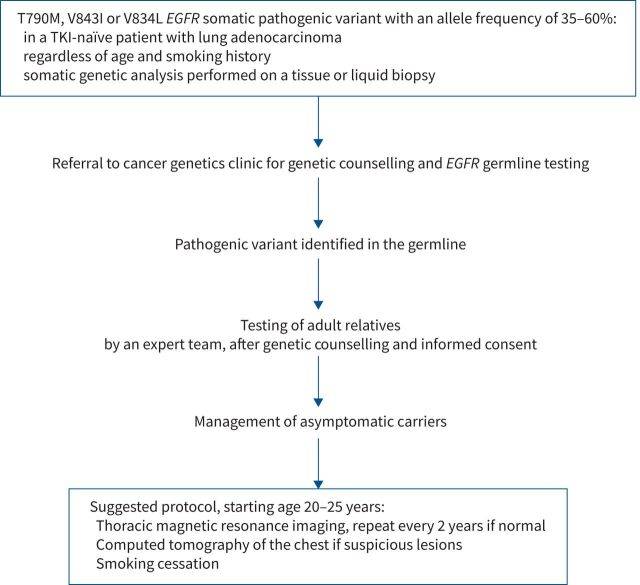 T790M, V843I or V834L EGFR somatic pathogenic variant with an allele frequency of 35–60%:
in a TKI-naïve patient with lung adenocarcinoma
regardless of age and smoking history
somatic genetic analysis performed on a tissue or liquid biopsy
Referral to cancer genetics clinic for genetic counselling and EGFR germline testing
Pathogenic variant identified in the germline
Testing of adult relatives
by an expert team, after genetic counselling and informed consent
Management of asymptomatic carriers
Suggested protocol, starting age 20–25 years:
Thoracic magnetic resonance imaging, repeat every 2 years if normal
Computed tomography of the chest if suspicious lesions
Smoking cessation